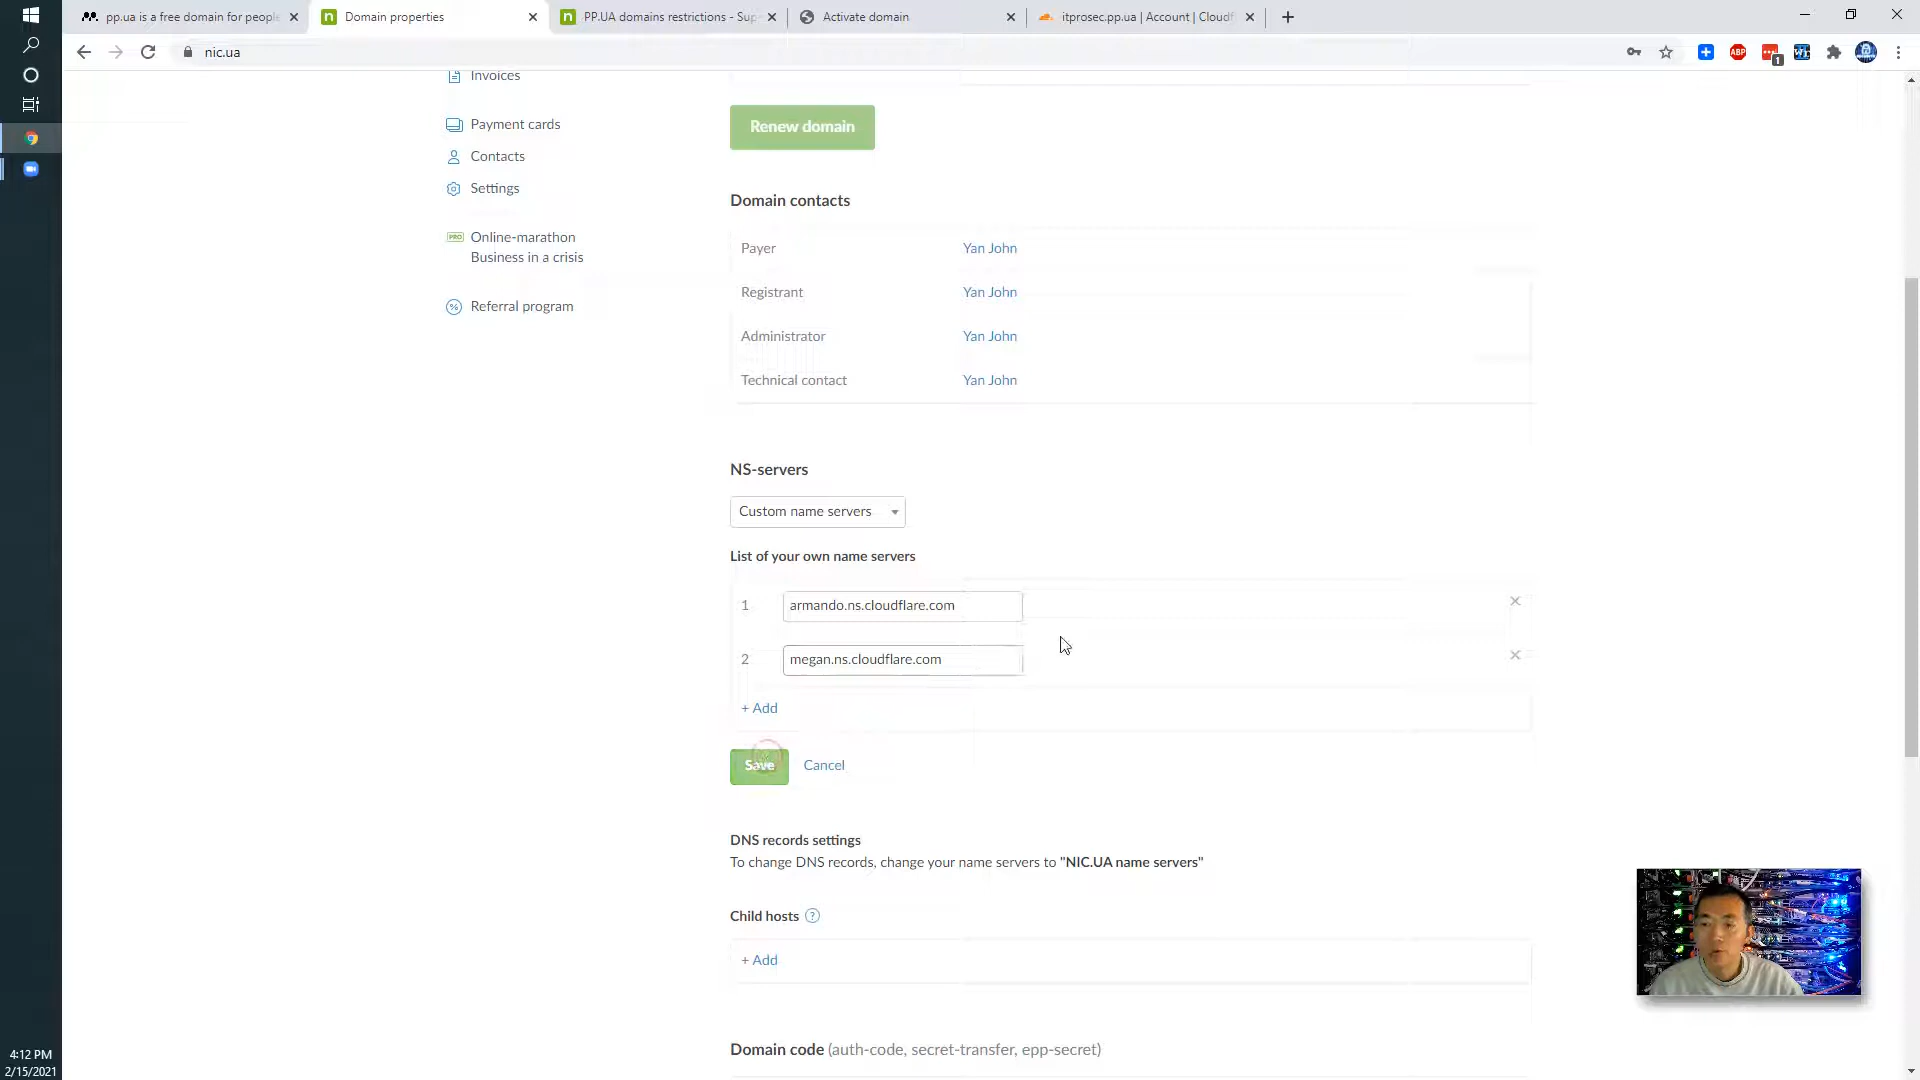 pp.ua is a free domain for people
Domain properties
PP.UA domains restrictions - Sup
Activate domain
itprosec.pp.ua | Account | Cloudf
nic.ua
ABP
1
Invoices
Payment cards
Contacts
Settings
PRO Online-marathon
Business in a crisis
Referral program
Renew domain
Domain contacts
Payer Yan John
Registrant Yan John
Administrator Yan John
Technical contact Yan John
NS-servers
Custom name servers
List of your own name servers
1 armando.ns.cloudflare.com
2 megan.ns.cloudflare.com
+ Add
Save Cancel
DNS records settings
To change DNS records, change your name servers to "NIC.UA name servers"
Child hosts ?
+ Add
Domain code (auth-code, secret-transfer, epp-secret)
4:12 PM
2/15/2021